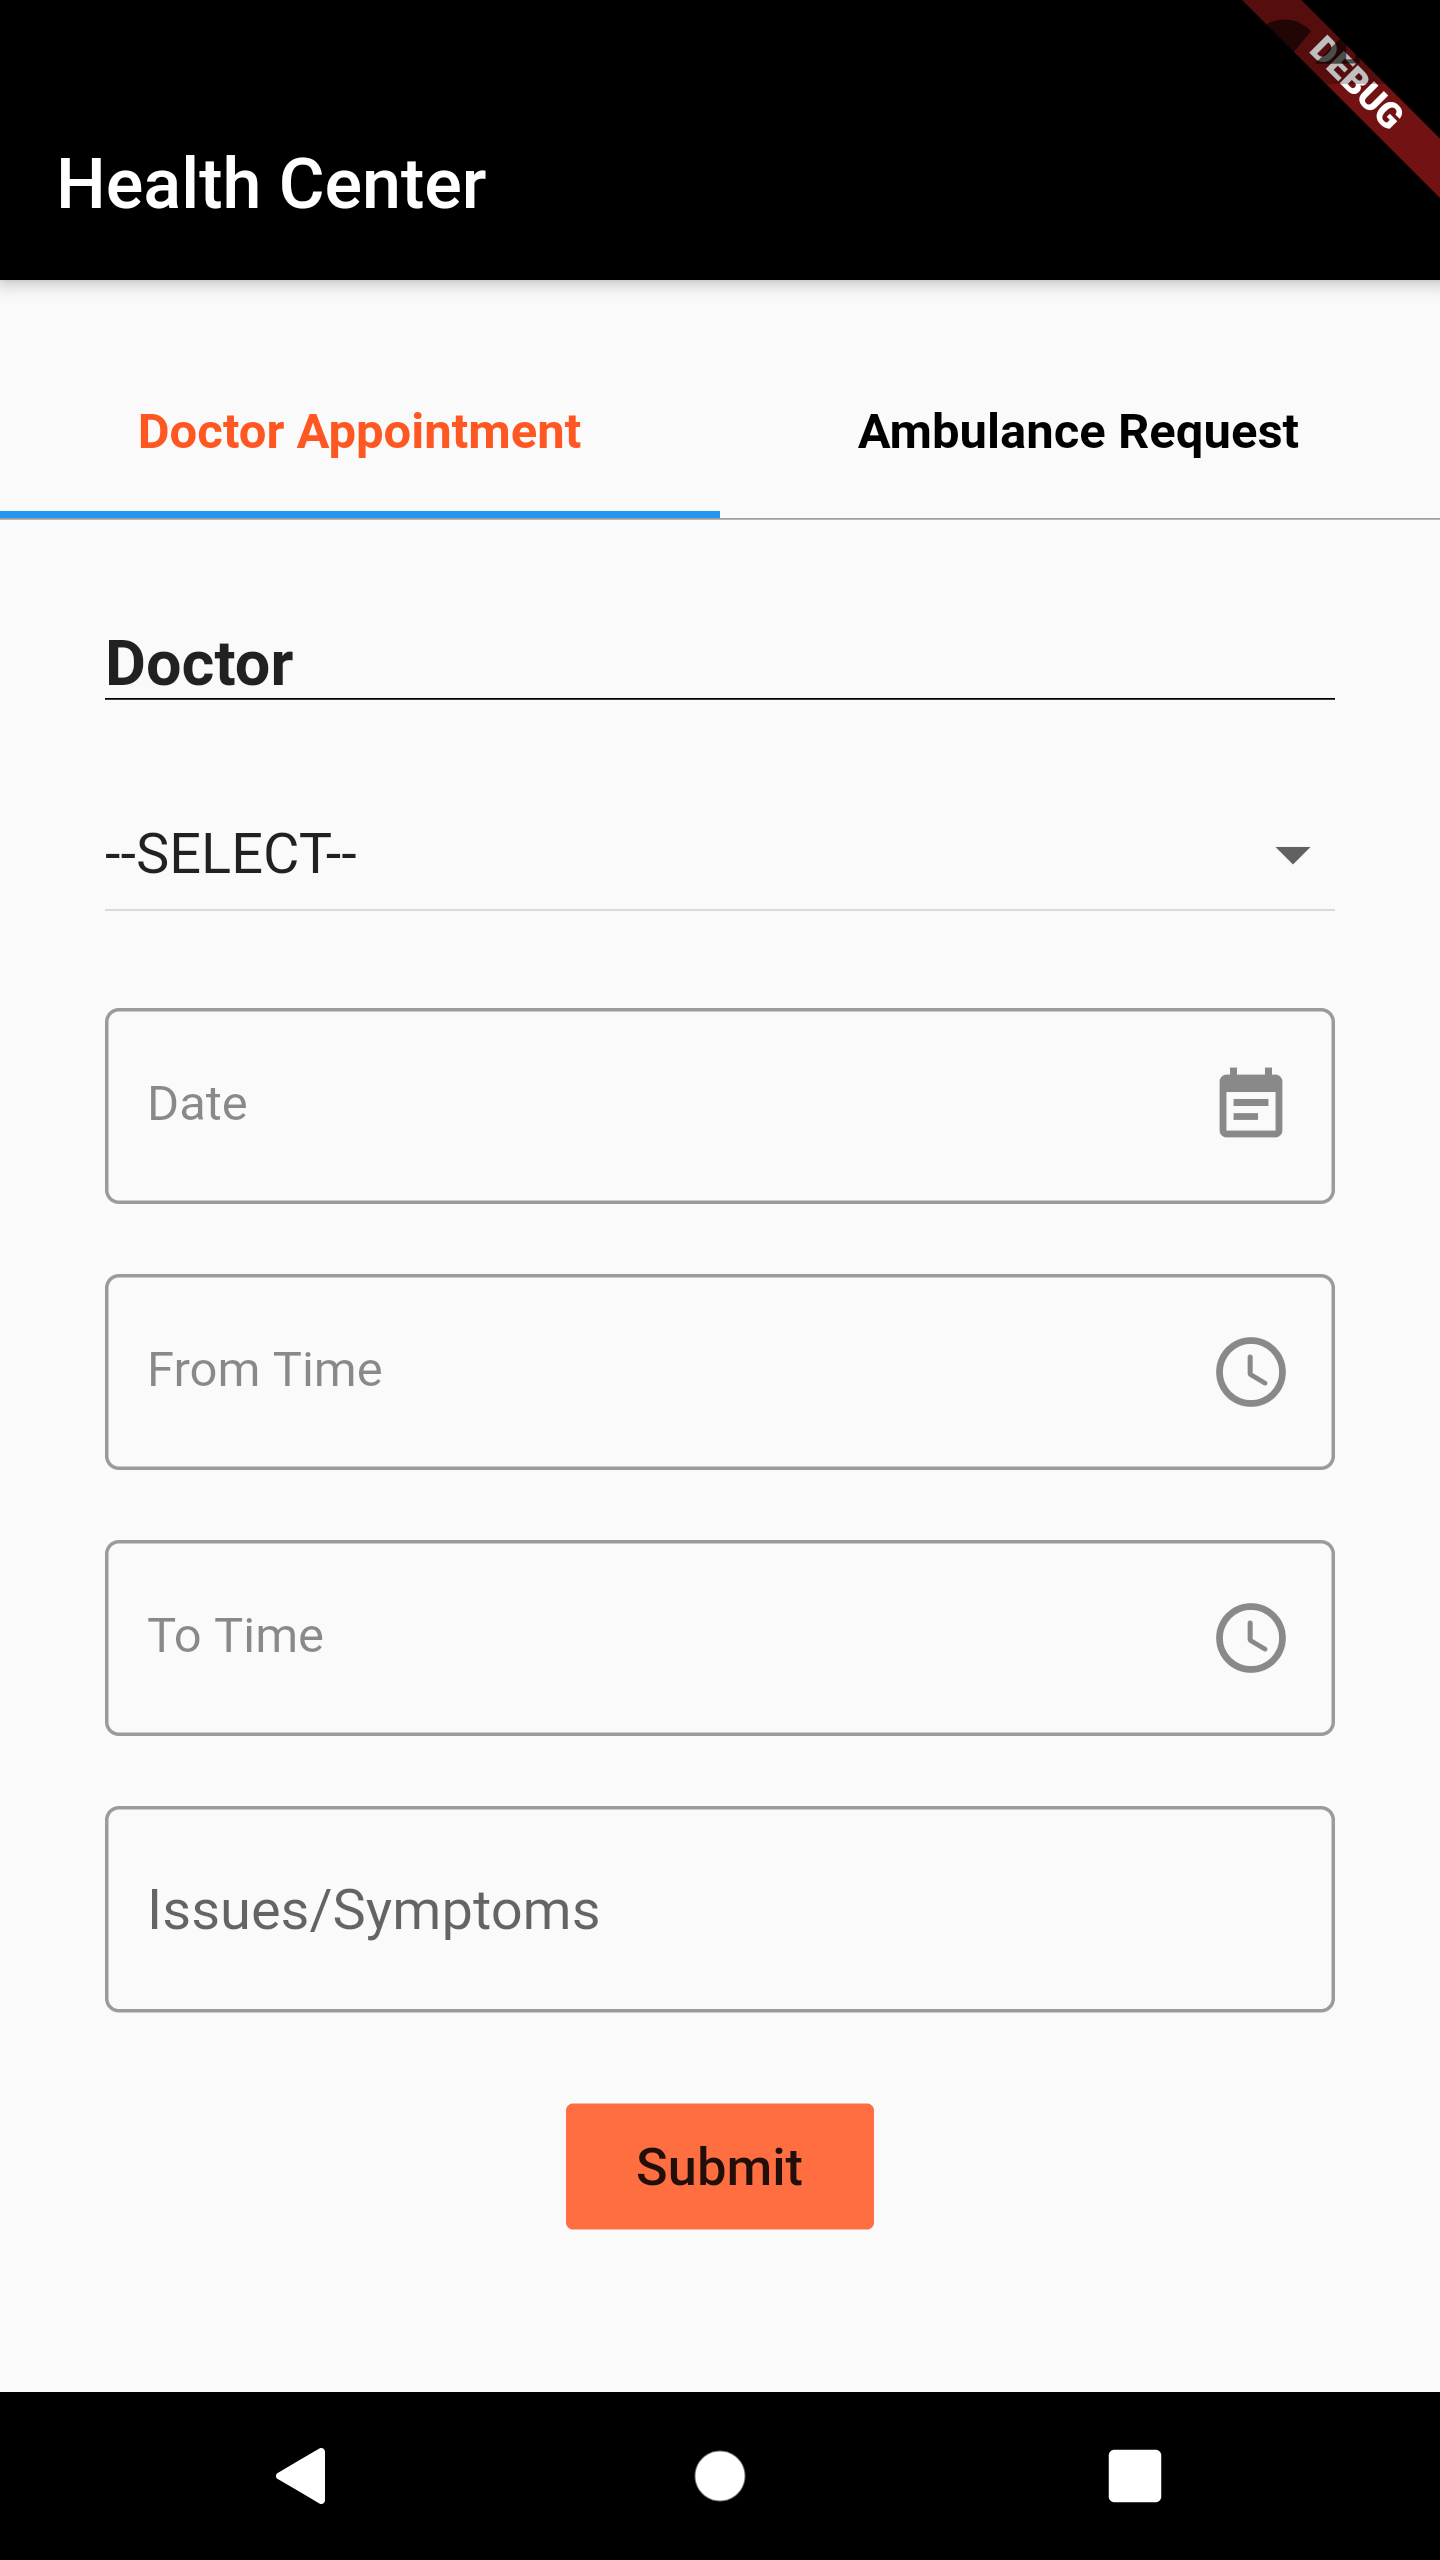 DEBUG
Health Center
Doctor Appointment
Ambulance Request
Doctor
--SELECT--
Date
From Time
To Time
Issues/Symptoms
Submit